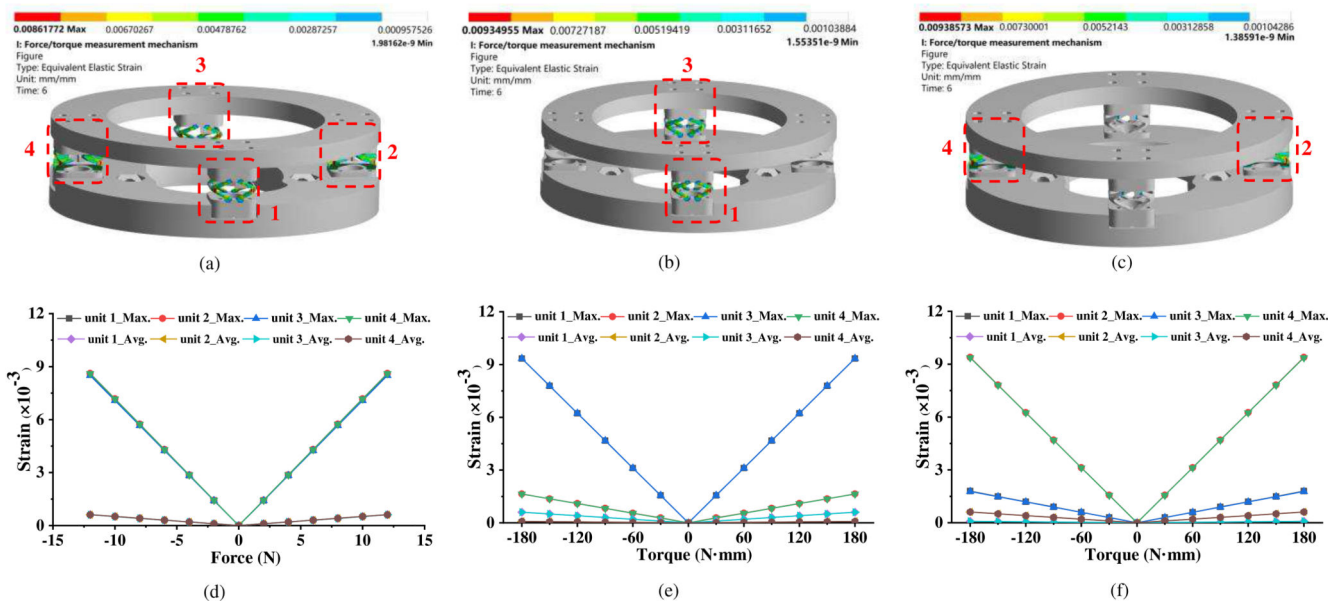 0.00861772 Max 0.00670267 0.00478762 0.00287257 0.000957526
1.98162e-9 Min
I: Force/torque measurement mechanism
Figure
Type: Equivalent Elastic Strain
Unit: mm/mm
Time: 6
3
4
2
1
(a)
0.00934955 Max 0.00727187 0.00519419 0.00311652 0.00103884
1.55351e-9 Min
I: Force/torque measurement mechanism
Figure
Type: Equivalent Elastic Strain
Unit: mm/mm
Time: 6
3
1
(b)
0.00938573 Max 0.00730001 0.0052143 0.00312858 0.00104286
1.38591e-9 Min
I: Force/torque measurement mechanism
Figure
Type: Equivalent Elastic Strain
Unit: mm/mm
Time: 6
4
2
(c)
unit 1_Max. unit 2_Max. unit 3_Max. unit 4_Max.
unit 1_Avg. unit 2_Avg. unit 3_Avg. unit 4_Avg.
Strain (×10⁻³)
12
9
6
3
0
-15 -10 -5 0 5 10 15
Force (N)
(d)
unit 1_Max. unit 2_Max. unit 3_Max. unit 4_Max.
unit 1_Avg. unit 2_Avg. unit 3_Avg. unit 4_Avg.
Strain (×10⁻³)
12
9
6
3
0
-180 -120 -60 0 60 120 180
Torque (N·mm)
(e)
unit 1_Max. unit 2_Max. unit 3_Max. unit 4_Max.
unit 1_Avg. unit 2_Avg. unit 3_Avg. unit 4_Avg.
Strain (×10⁻³)
12
9
6
3
0
-180 -120 -60 0 60 120 180
Torque (N·mm)
(f)